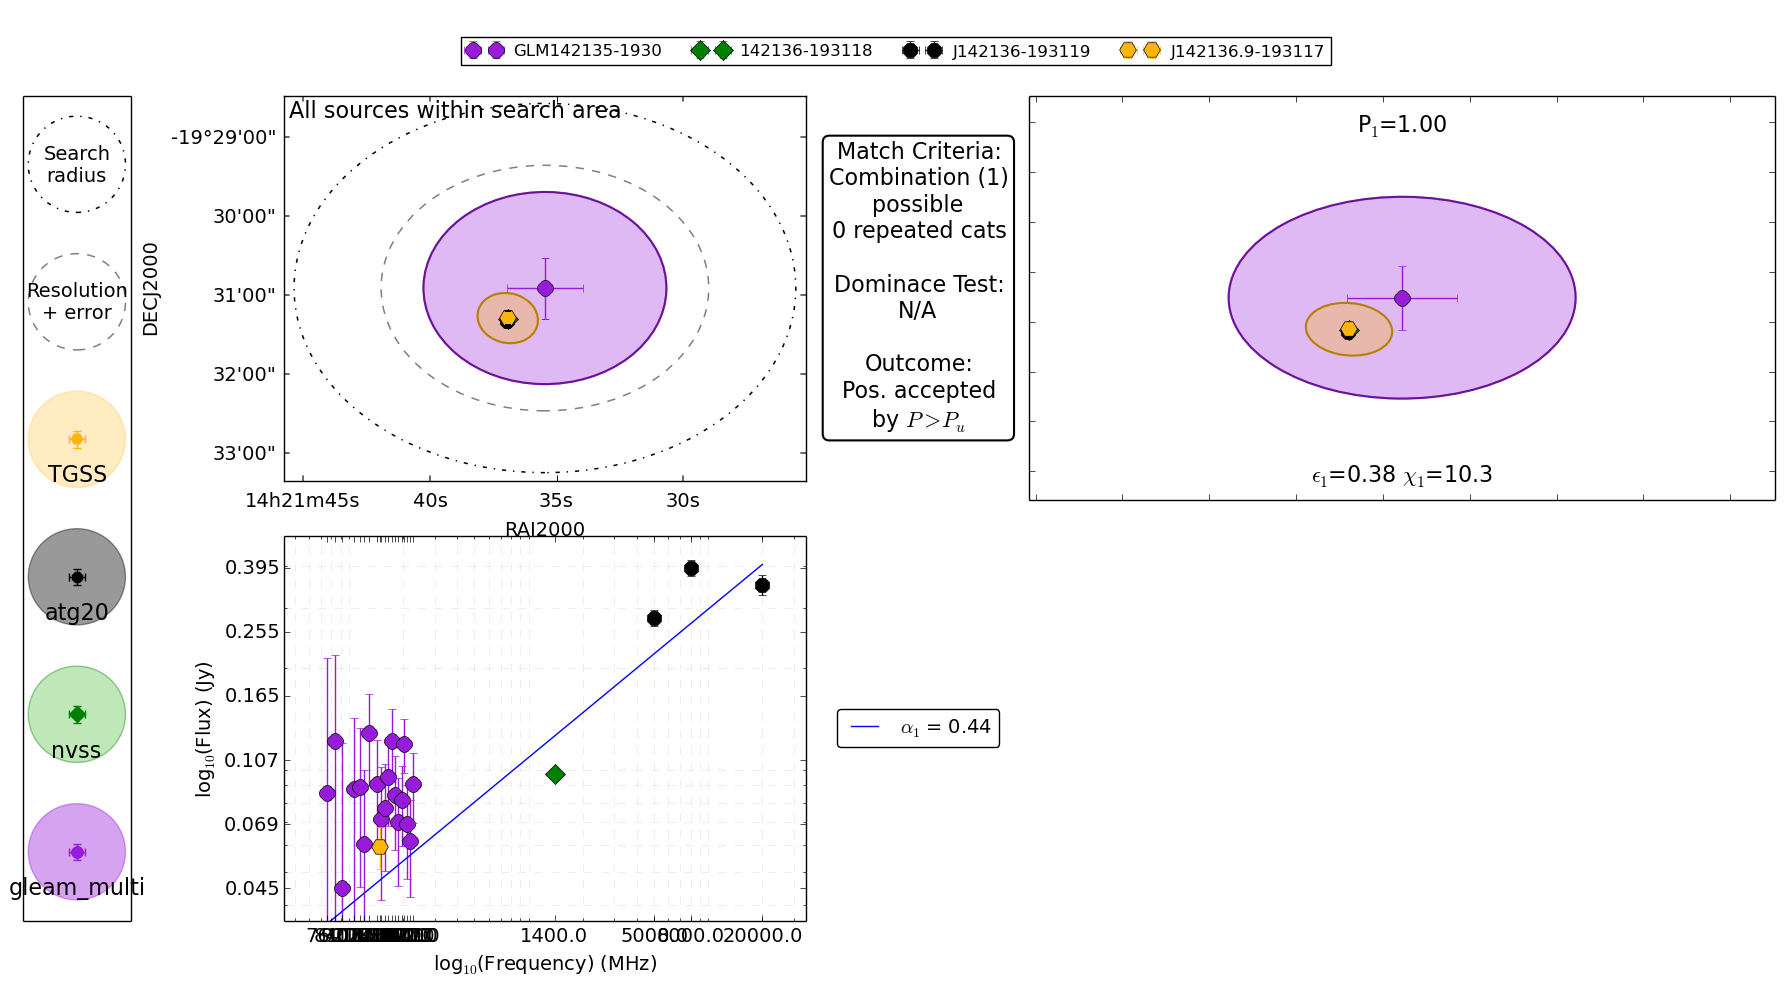 GLM142135-1930 142136-193118 J142136-193119 J142136.9-193117
Search
radius
Resolution
+ error
TGSS
atg20
nvss
gleam_multi
All sources within search area
DECJ2000
-19°29'00"
30'00"
31'00"
32'00"
33'00"
14h21m45s 40s 35s 30s
RAJ2000
Match Criteria:
Combination (1)
possible
0 repeated cats
Dominace Test:
N/A
Outcome:
Pos. accepted
by P>Pᵤ
P₁=1.00
ϵ₁=0.38 χ₁=10.3
log₁₀(Flux) (Jy)
0.395
0.255
0.165
0.107
0.069
0.045
1400.0 5000.0 8000.0 20000.0
log₁₀(Frequency) (MHz)
α₁ = 0.44